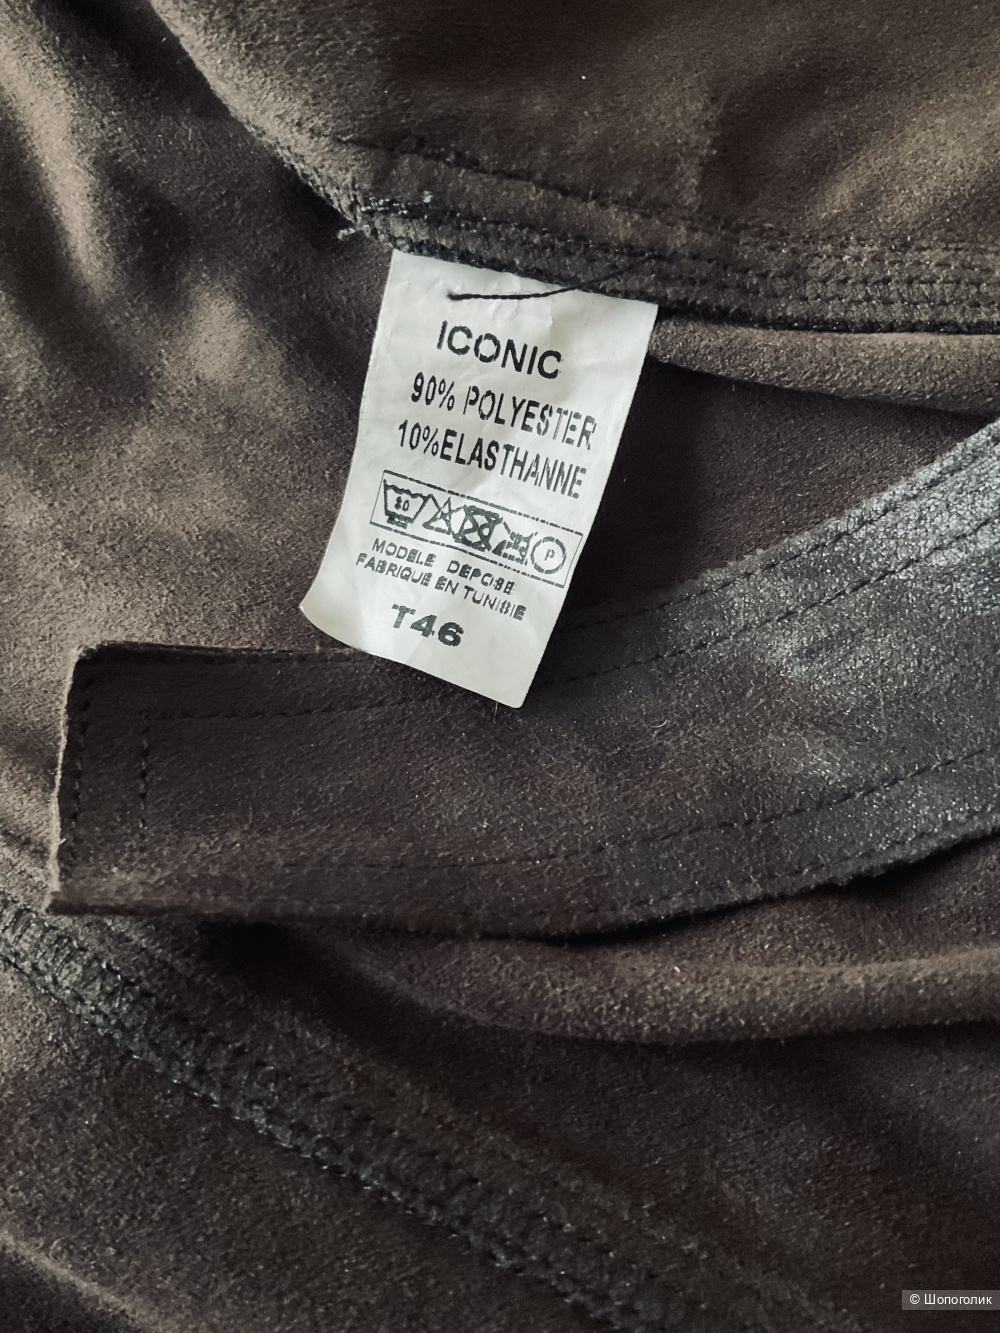 ICONIC
90% POLYESTER
10%ELASTHANNE
P
MODELE DEPOSE
FABRIQUE EN TUNISIE
T46
© Шопоголик